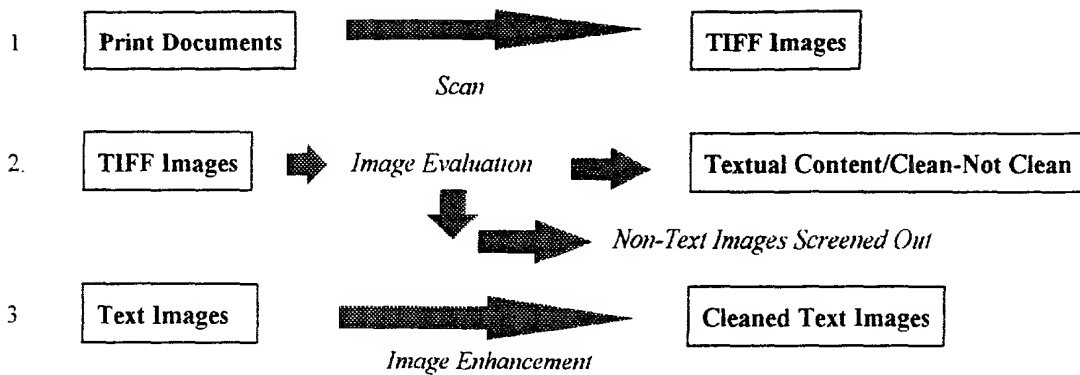 1 Print Documents TIFF Images
Scan
2. TIFF Images Image Evaluation Textual Content/Clean-Not Clean
Non-Text Images Screened Out
3 Text Images Cleaned Text Images
Image Enhancement